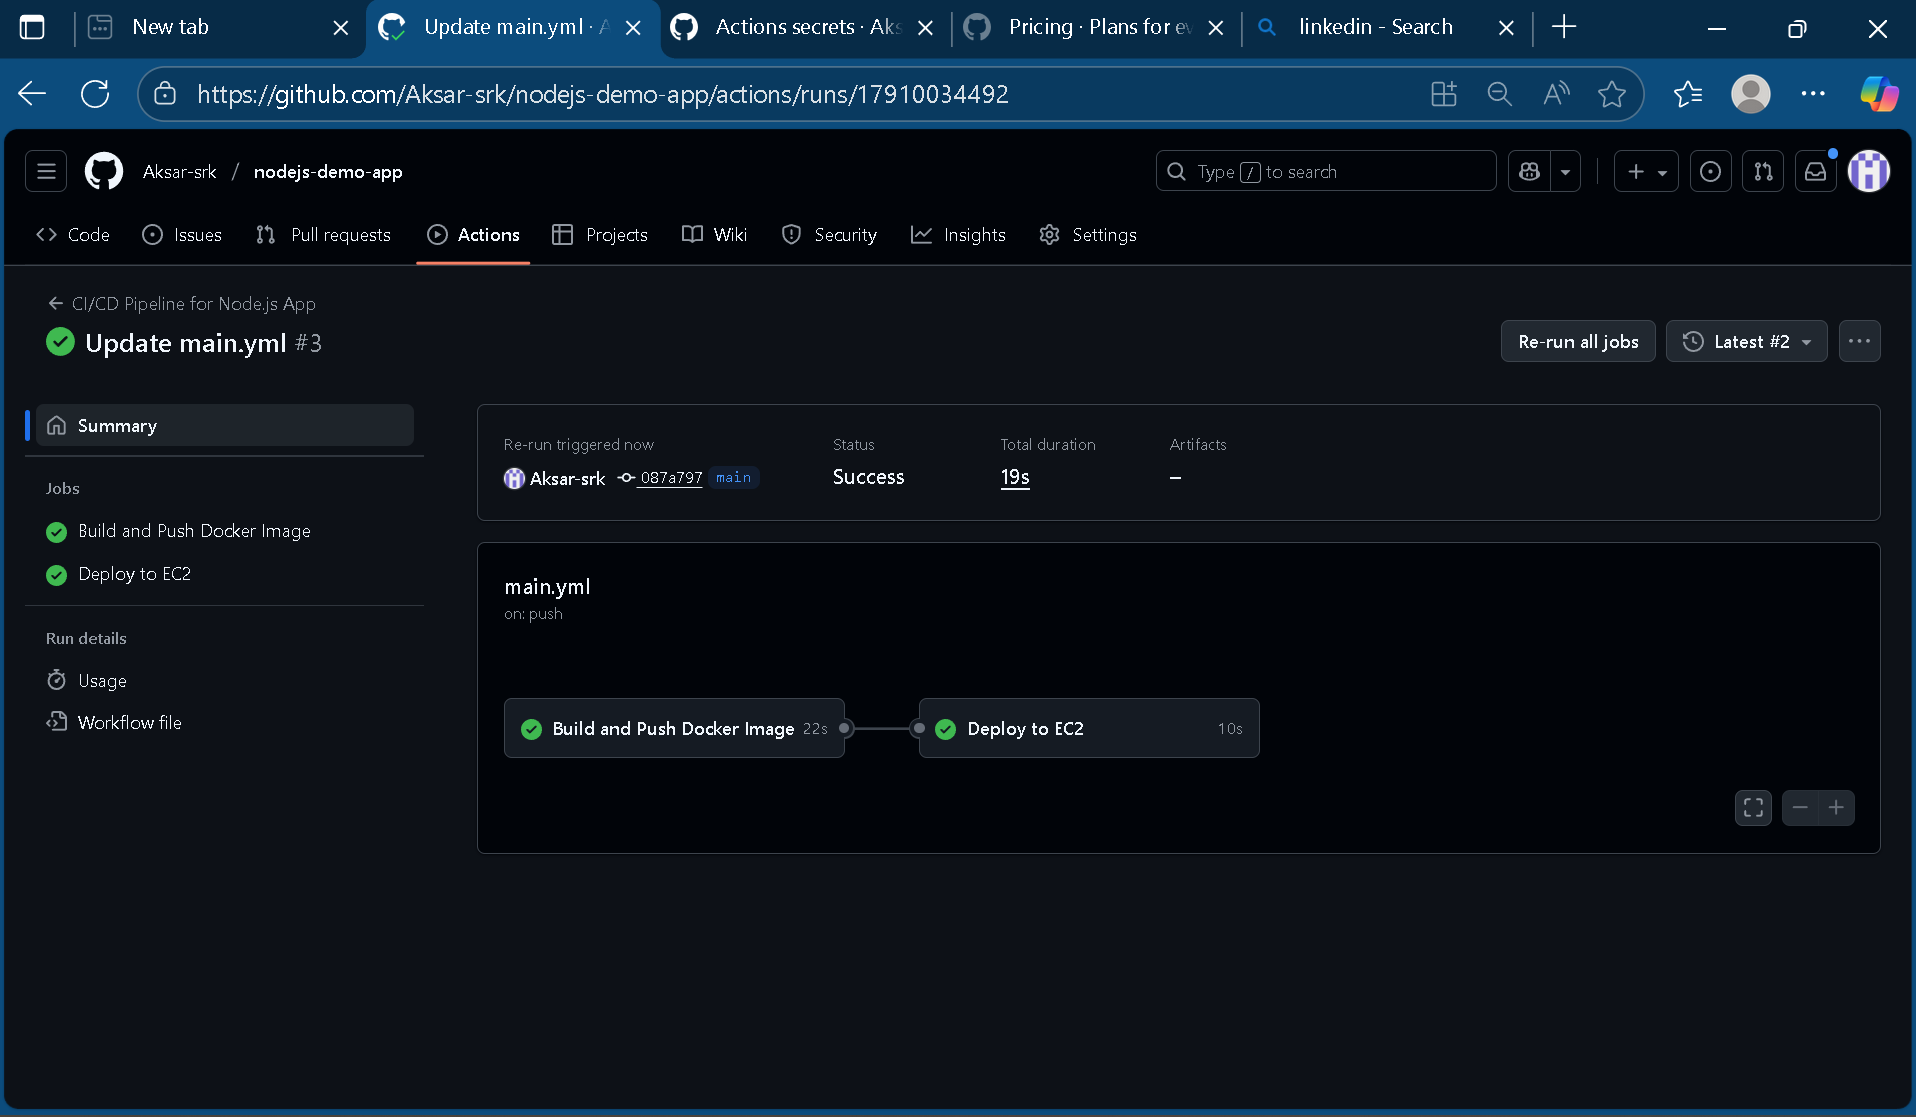 New tab
Update main.yml · A
Actions secrets · Aks
Pricing · Plans for ev
linkedin - Search
https://github.com/Aksar-srk/nodejs-demo-app/actions/runs/17910034492
Aksar-srk / nodejs-demo-app
Type / to search
Code
Issues
Pull requests
Actions
Projects
Wiki
Security
Insights
Settings
CI/CD Pipeline for Node.js App
Update main.yml #3
Re-run all jobs
Latest #2
Summary
Jobs
Build and Push Docker Image
Deploy to EC2
Run details
Usage
Workflow file
Re-run triggered now
Aksar-srk 087a797 main
Status
Success
Total duration
19s
Artifacts
–
main.yml
on: push
Build and Push Docker Image 22s
Deploy to EC2 10s